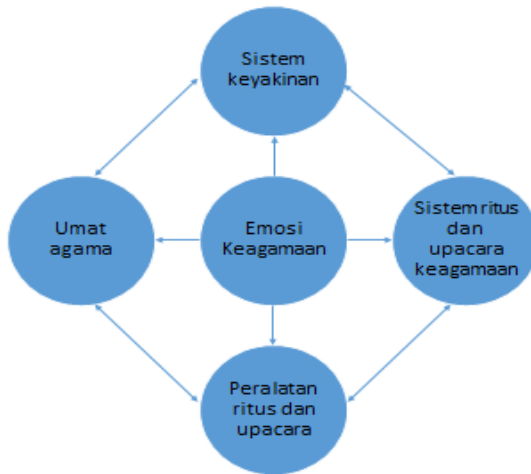 Sistem
keyakinan
Umat
agama
Emosi
Keagamaan
Sistem ritus
dan
upacara
keagamaan
Peralatan
ritus dan
upacara